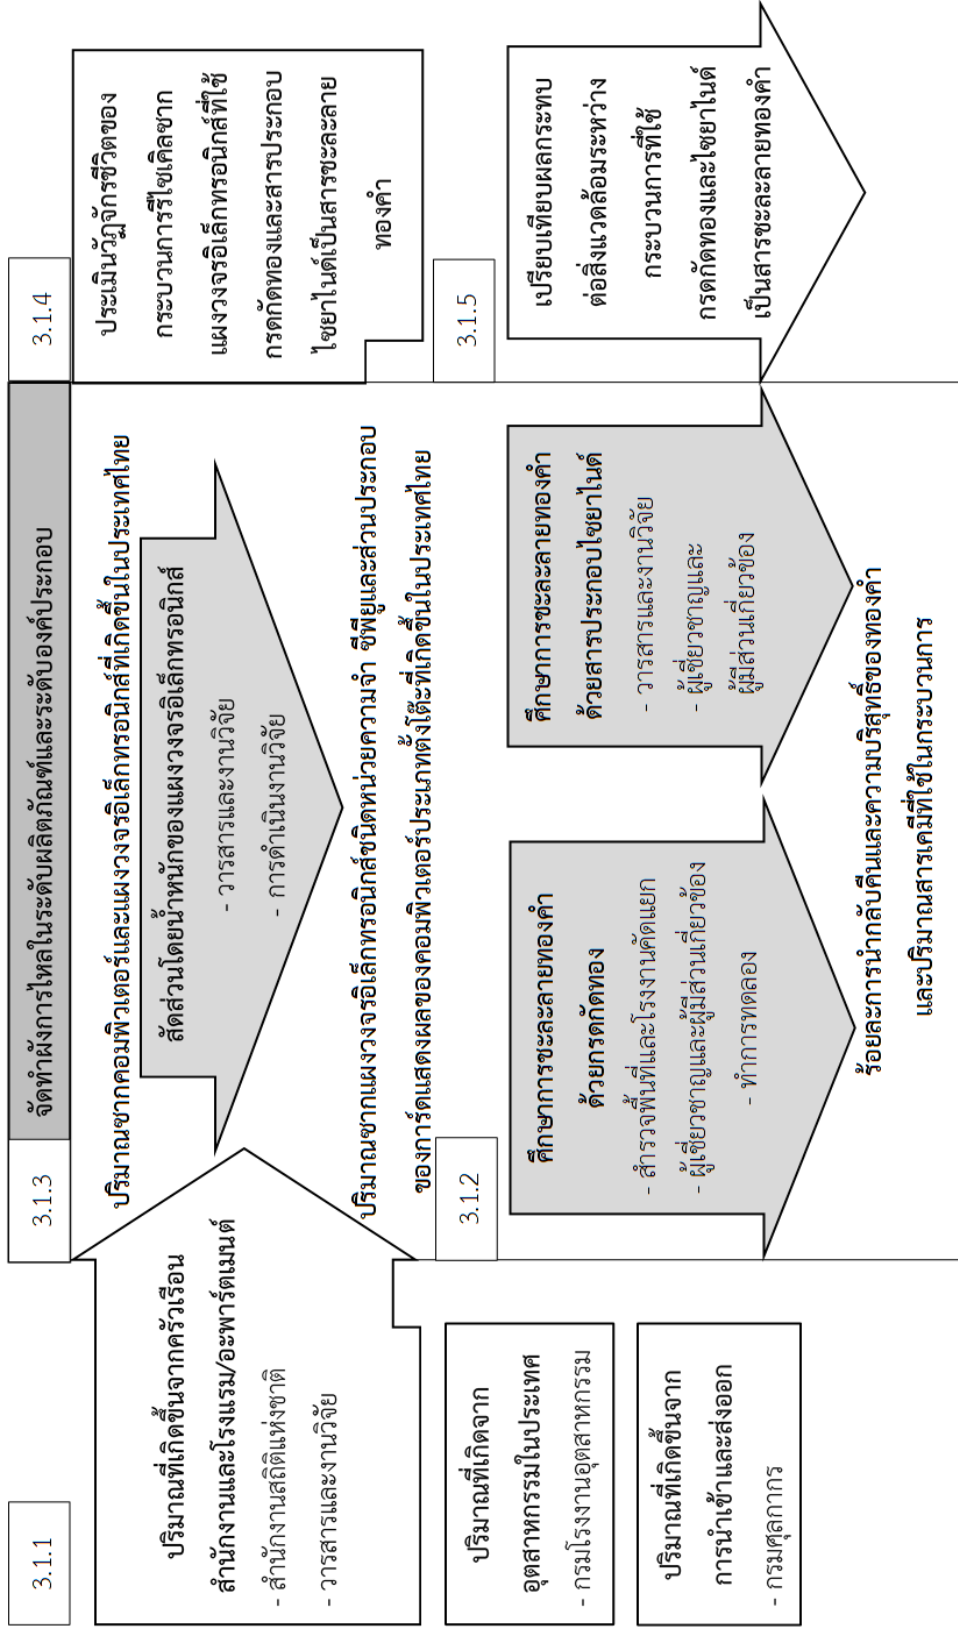 3.1.1
ปริมาณที่เกิดขึ้นจากครัวเรือน
สำนักงานและโรงแรม/อะพาร์ตเมนต์
- สำนักงานสถิติแห่งชาติ
- วารสารและงานวิจัย
ปริมาณที่เกิดจาก
อุตสาหกรรมในประเทศ
- กรมโรงงานอุตสาหกรรม
ปริมาณที่เกิดขึ้นจาก
การนำเข้าและส่งออก
- กรมศุลกากร
3.1.3
จัดทำผังการไหลในระดับผลิตภัณฑ์และระดับองค์ประกอบ
ปริมาณซากคอมพิวเตอร์และแผงวงจรอิเล็กทรอนิกส์ที่เกิดขึ้นในประเทศไทย
สัดส่วนโดยน้ำหนักของแผงวงจรอิเล็กทรอนิกส์
- วารสารและงานวิจัย
- การดำเนินงานวิจัย
ปริมาณซากแผงวงจรอิเล็กทรอนิกส์ชนิดหน่วยความจำ ซีพียูและส่วนประกอบ
ของการ์ดแสดงผลของคอมพิวเตอร์ประเภทตั้งโต๊ะที่เกิดขึ้นในประเทศไทย
3.1.2
ศึกษาการชะละลายทองคำ
ด้วยกรดกัดทอง
- สำรวจพื้นที่และโรงงานคัดแยก
- ผู้เชี่ยวชาญและผู้มีส่วนเกี่ยวข้อง
- ทำการทดลอง
ศึกษาการชะละลายทองคำ
ด้วยสารประกอบไซยาไนด์
- วารสารและงานวิจัย
- ผู้เชี่ยวชาญและ
ผู้มีส่วนเกี่ยวข้อง
ร้อยละการนำกลับคืนและความบริสุทธิ์ของทองคำ
และปริมาณสารเคมีที่ใช้ในกระบวนการ
3.1.4
ประเมินวัฏจักรชีวิตของ
กระบวนการรีไซเคิลซาก
แผงวงจรอิเล็กทรอนิกส์ที่ใช้
กรดกัดทองและสารประกอบ
ไซยาไนด์เป็นสารชะละลาย
ทองคำ
3.1.5
เปรียบเทียบผลกระทบ
ต่อสิ่งแวดล้อมระหว่าง
กระบวนการที่ใช้
กรดกัดทองและไซยาไนด์
เป็นสารชะละลายทองคำ